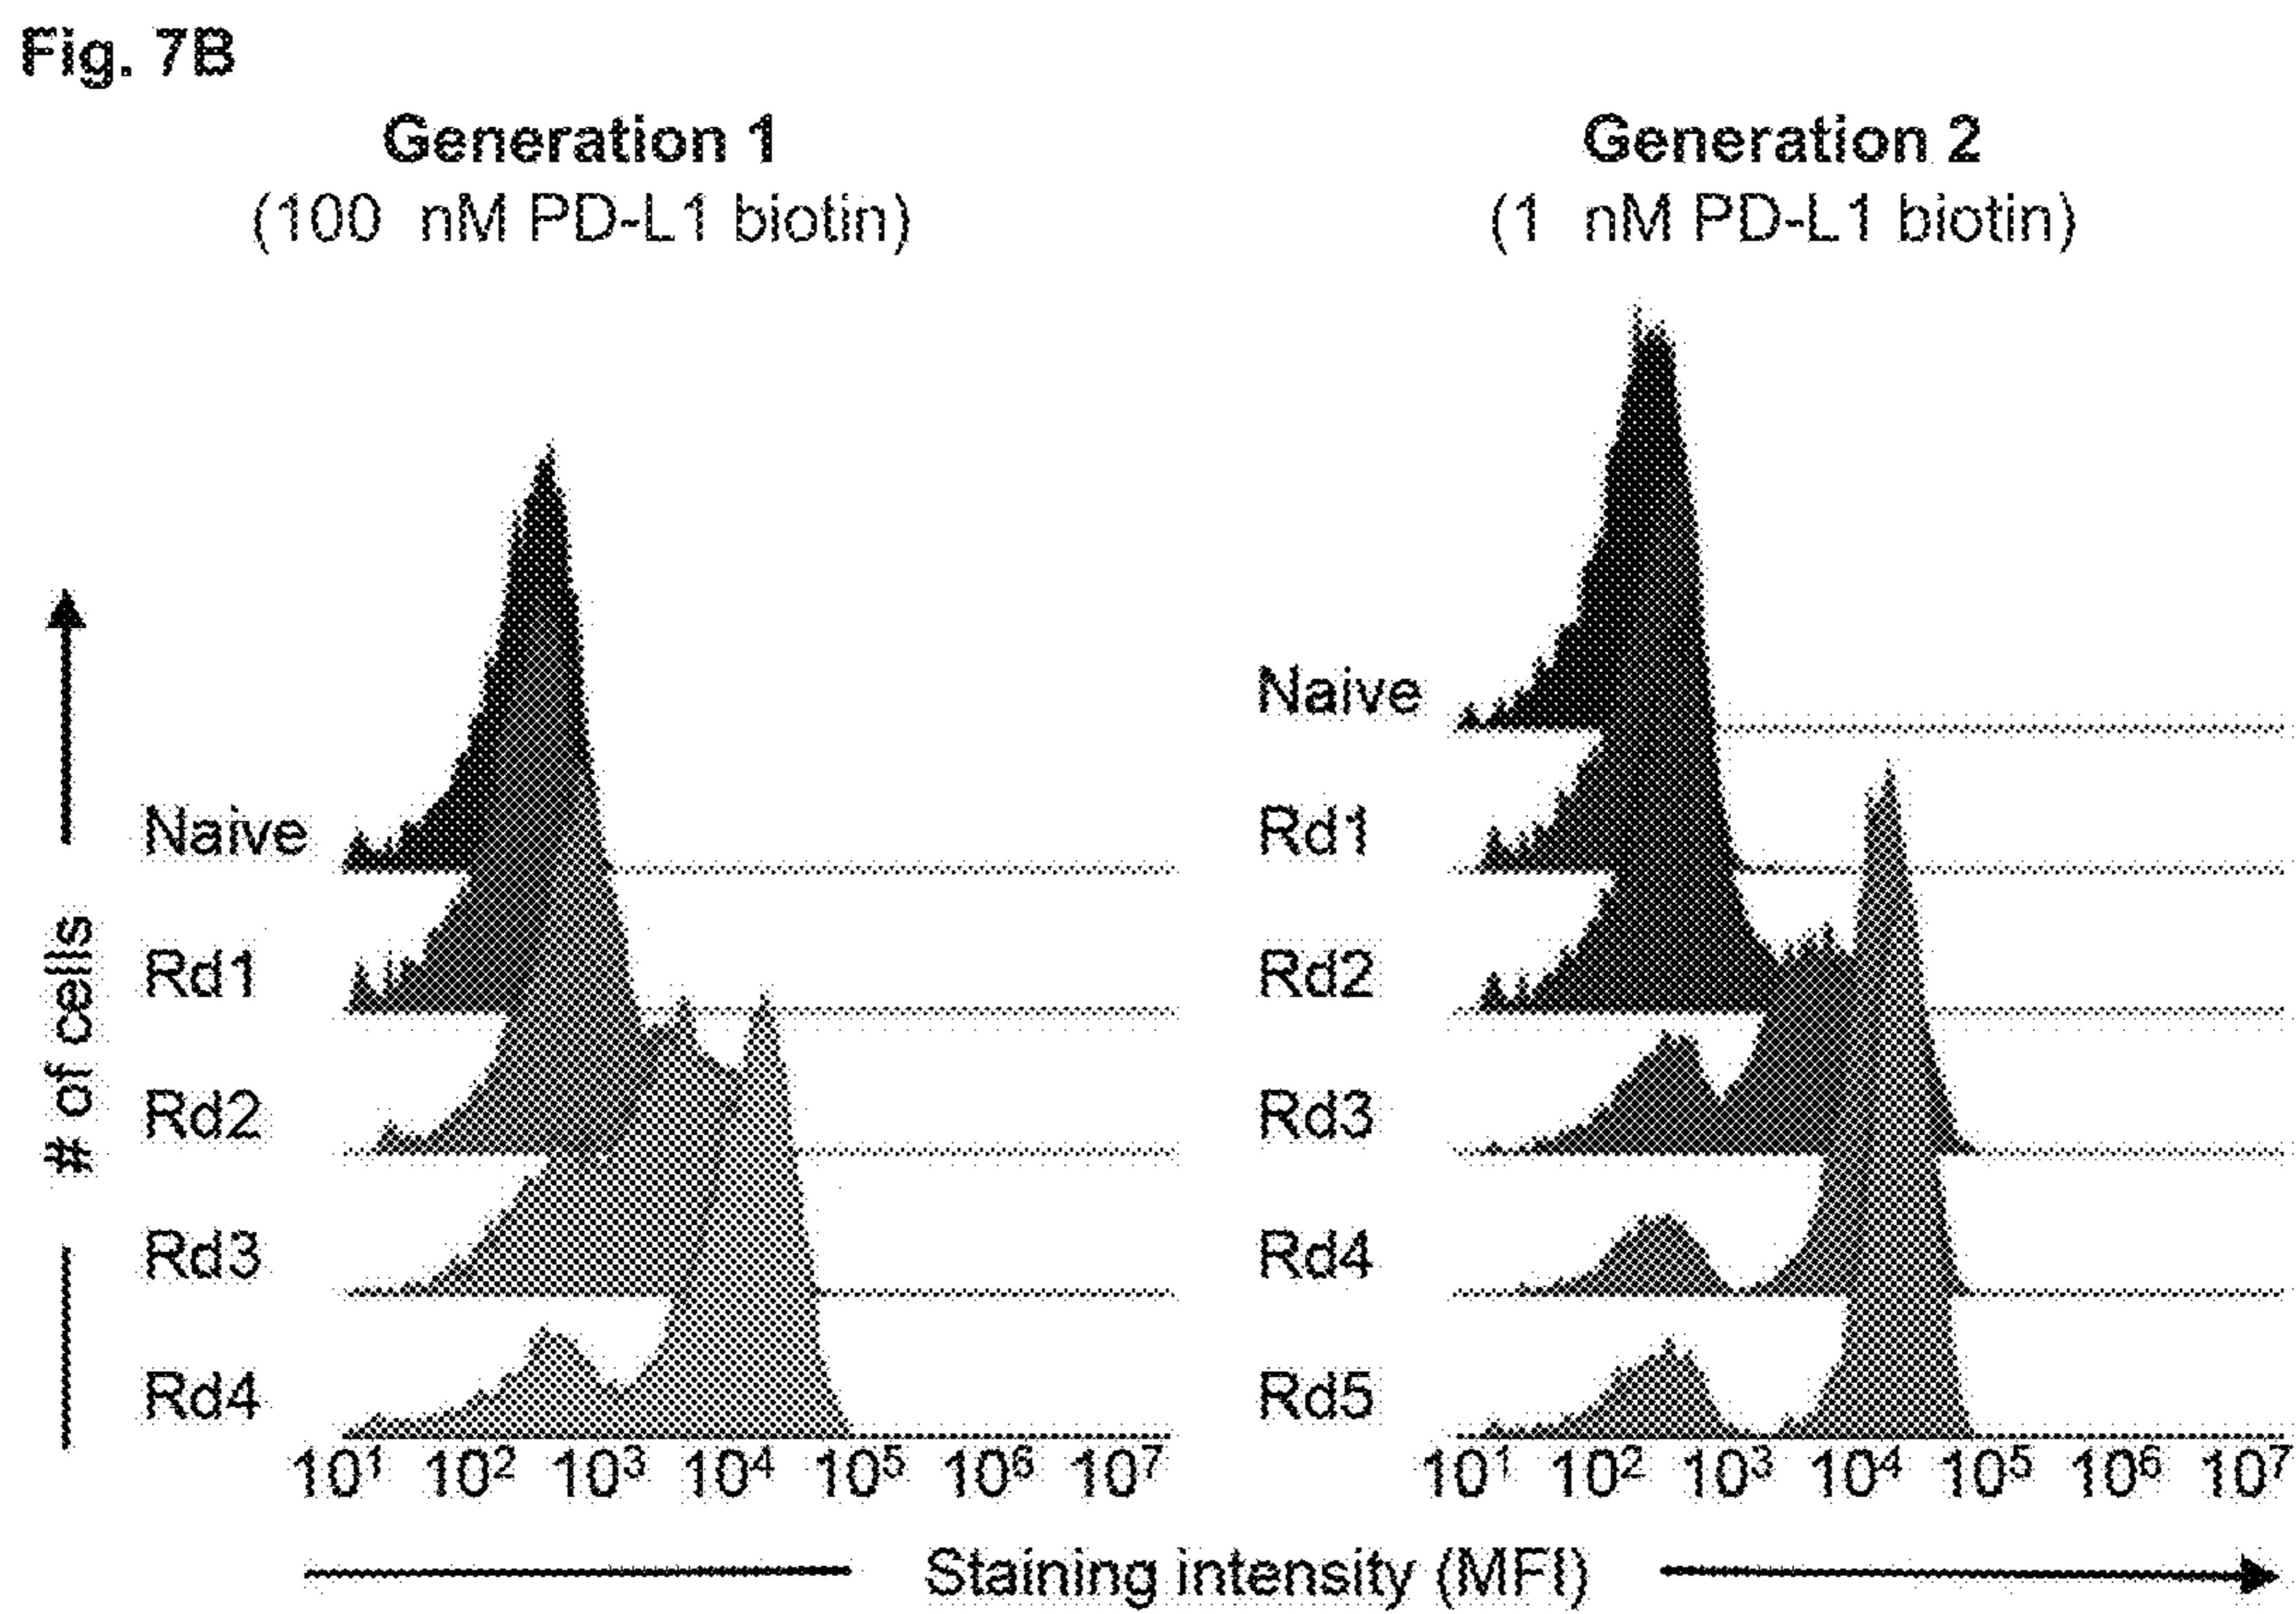 Fig. 7B
Generation 1
(100 nM PD-L1 biotin)
Naive
Rd1
Rd2
Rd3
Rd4
# of cells
10¹ 10² 10³ 10⁴ 10⁵ 10⁶ 10⁷
Generation 2
(1 nM PD-L1 biotin)
Naive
Rd1
Rd2
Rd3
Rd4
Rd5
10¹ 10² 10³ 10⁴ 10⁵ 10⁶ 10⁷
Staining intensity (MFI)